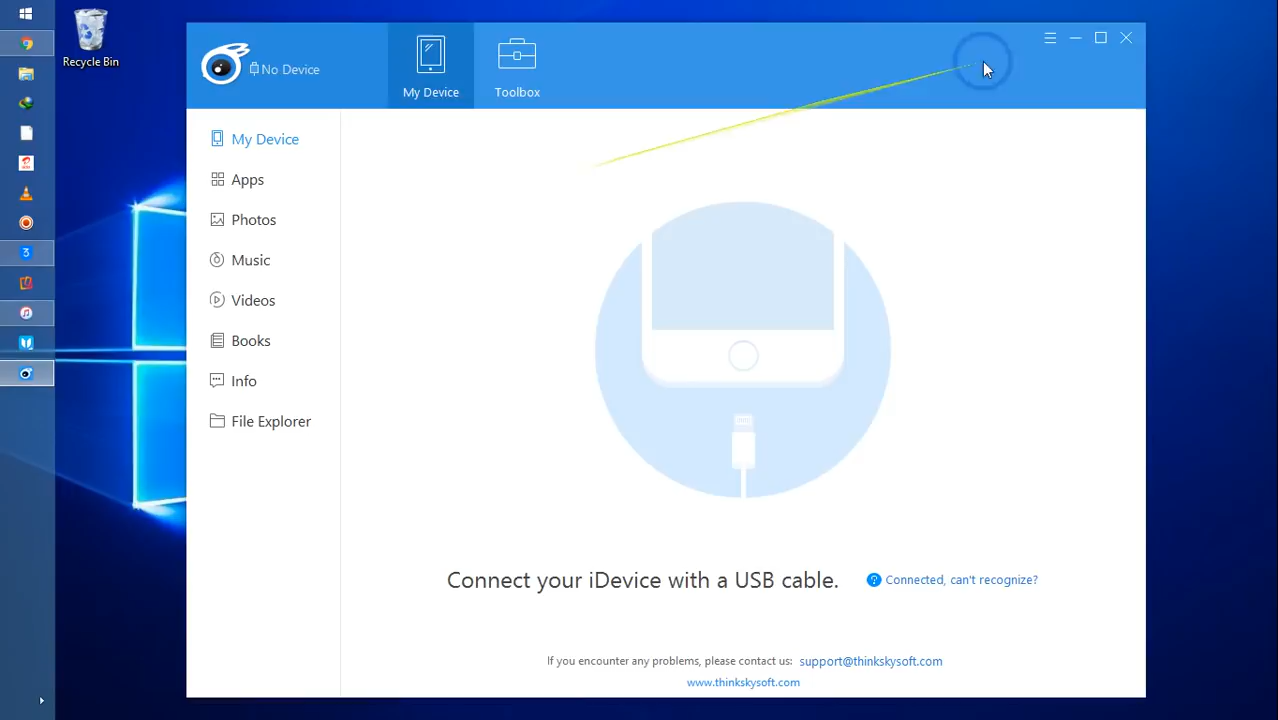 Recycle Bin
No Device
My Device
Toolbox
My Device
Apps
Photos
Music
Videos
Books
Info
File Explorer
Connect your iDevice with a USB cable.
? Connected, can't recognize?
If you encounter any problems, please contact us: support@thinkskysoft.com
www.thinkskysoft.com
3